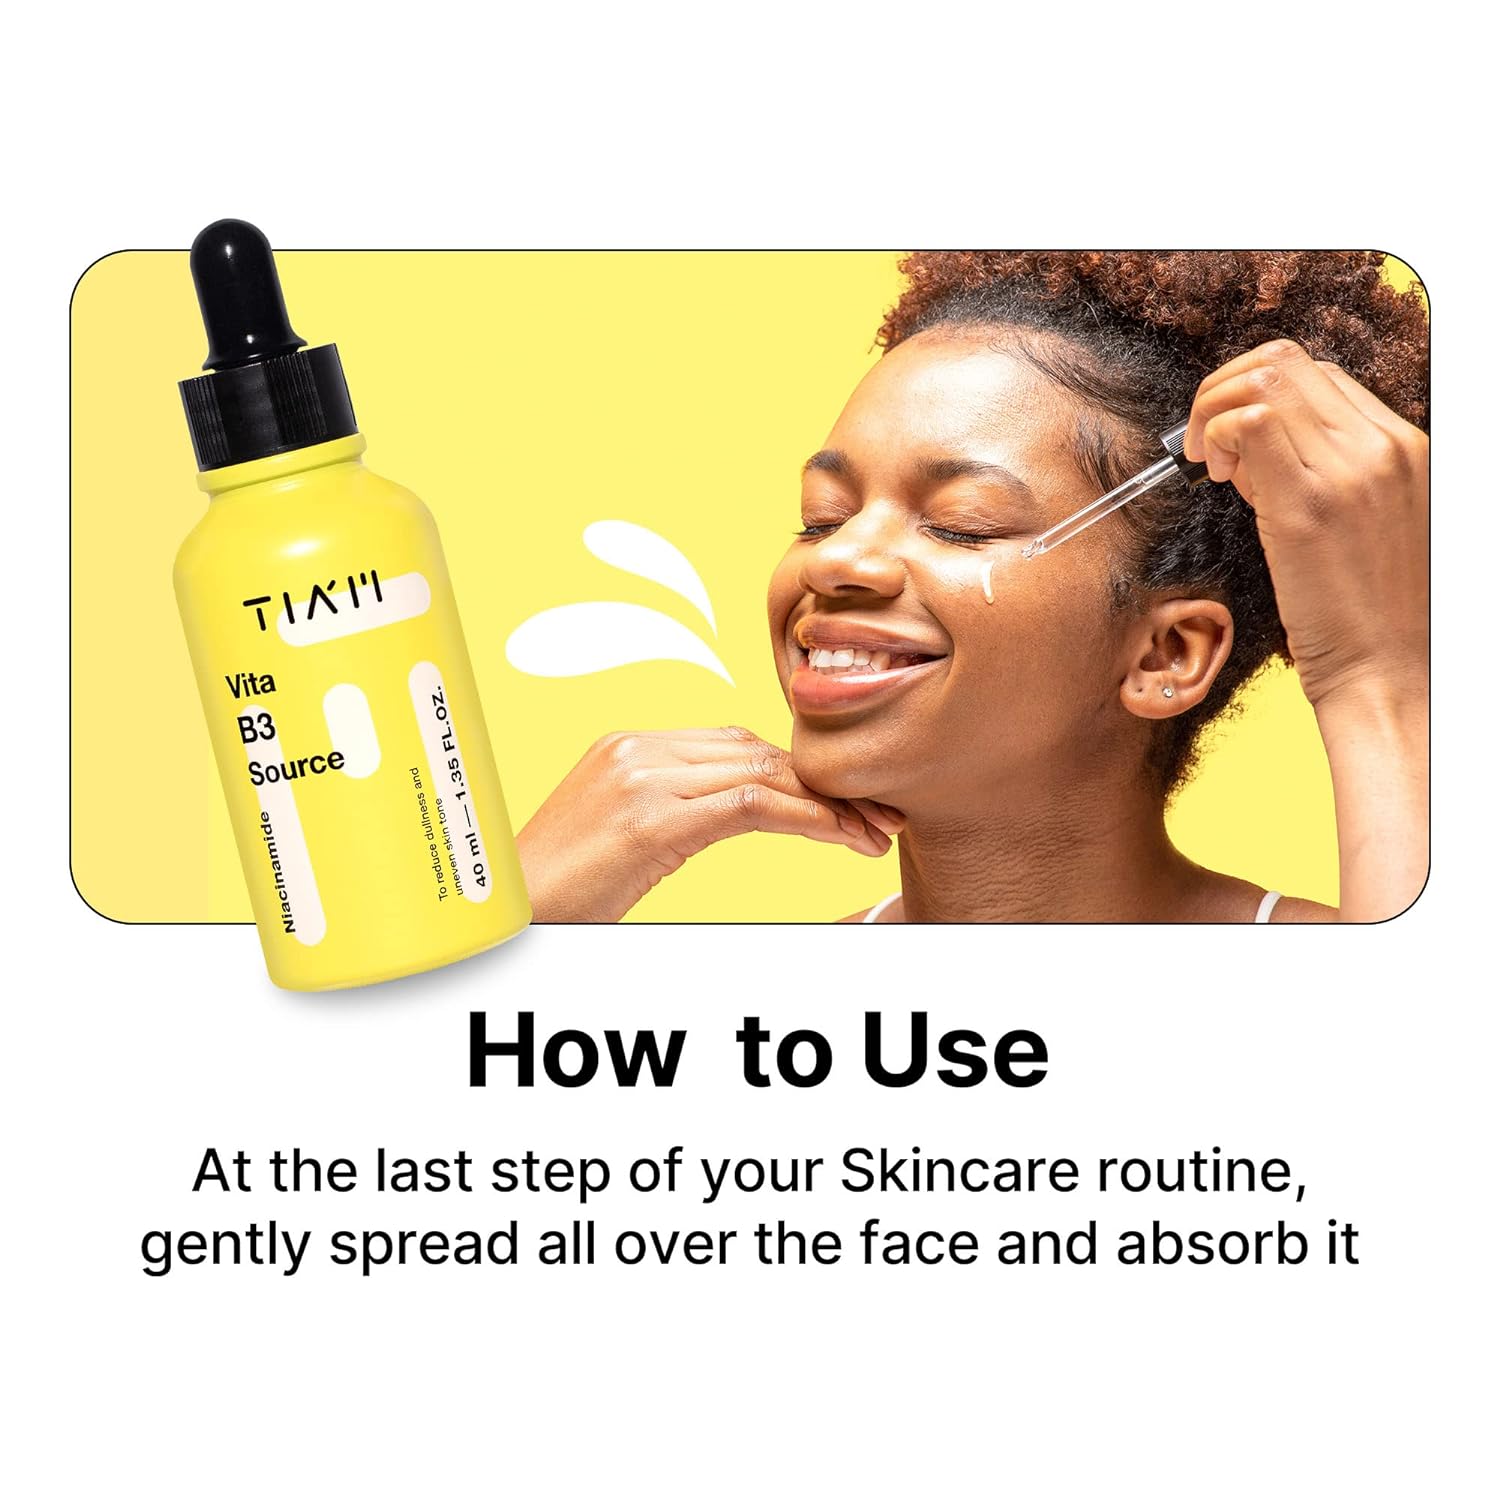 TIA'M
Vita
B3
Source
Niacinamide
To reduce dullness and
uneven skin tone
40 ml — 1.35 FL.OZ.
How to Use
At the last step of your Skincare routine,
gently spread all over the face and absorb it